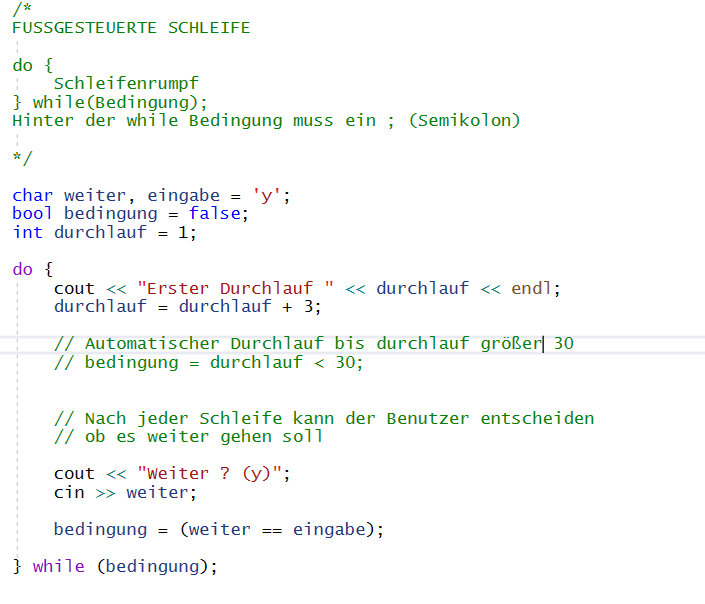 /*
FUSSGESTEUERTE SCHLEIFE
do {
    Schleifenrumpf
} while(Bedingung);
Hinter der while Bedingung muss ein ; (Semikolon)
*/
char weiter, eingabe = 'y';
bool bedingung = false;
int durchlauf = 1;
do {
    cout << "Erster Durchlauf " << durchlauf << endl;
    durchlauf = durchlauf + 3;
    // Automatischer Durchlauf bis durchlauf größer 30
    // bedingung = durchlauf < 30;
    // Nach jeder Schleife kann der Benutzer entscheiden
    // ob es weiter gehen soll
    cout << "Weiter ? (y)";
    cin >> weiter;
    bedingung = (weiter == eingabe);
} while (bedingung);